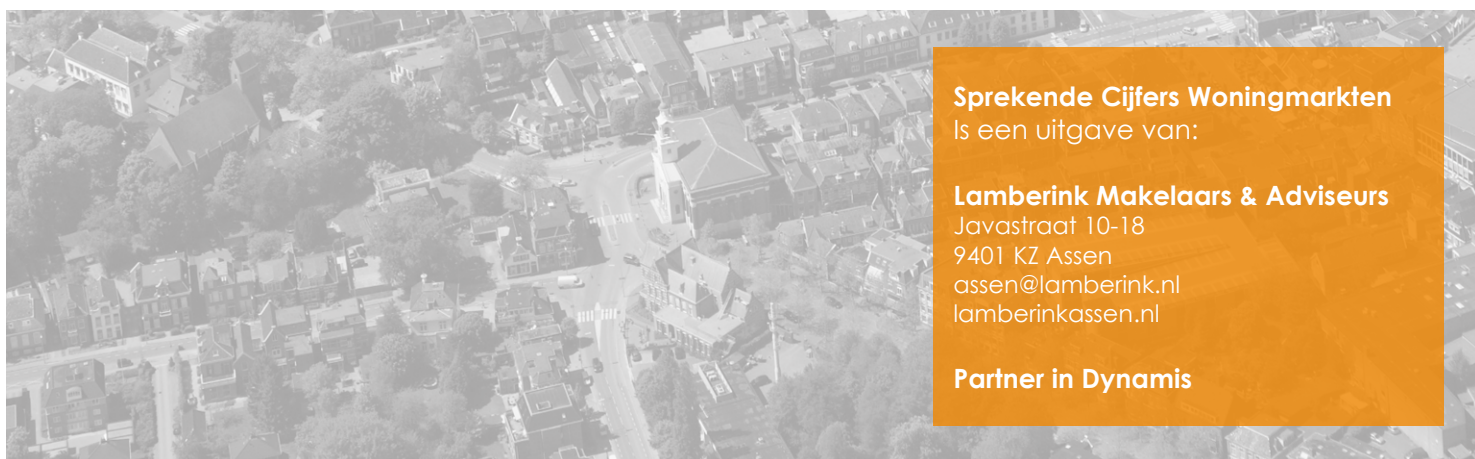 Sprekende Cijfers Woningmarkten
Is een uitgave van:
Lamberink Makelaars & Adviseurs
Javastraat 10-18
9401 KZ Assen
assen@lamberink.nl
lamberinkassen.nl
Partner in Dynamis